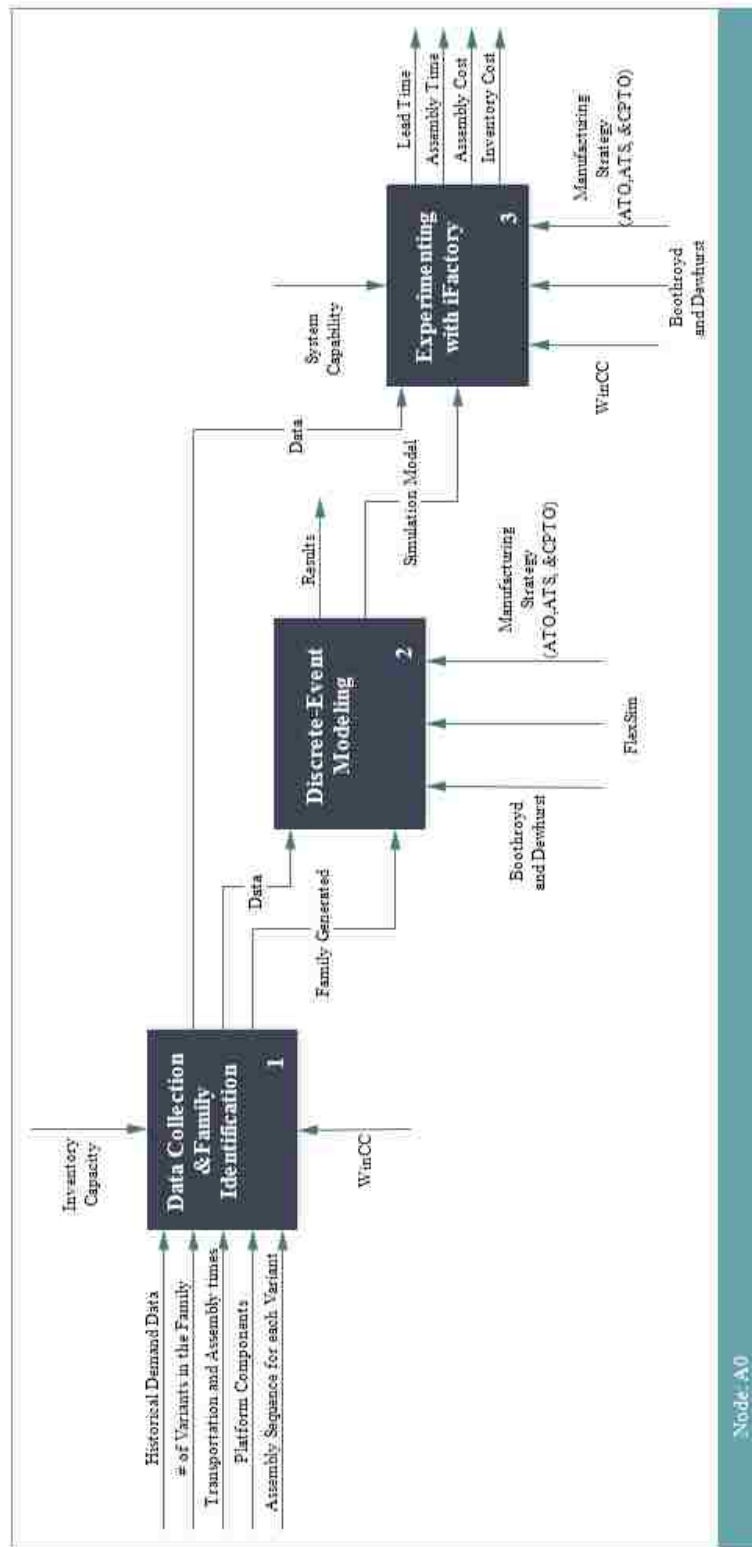 Inventory
Capacity
Historical Demand Data
# of Variants in the Family
Transportation and Assembly times
Platform Components
Assembly Sequence for each Variant
Data Collection
&Family
Identification
1
WinCC
Data
Family Generated
Discrete-Event
Modeling
2
Boothroyd
and Dewhurst
FlexSim
Manufacturing
Strategy
(ATO,ATS, &CPTO)
Results
Simulation Model
Data
System
Capability
Experimenting
with iFactory
3
WinCC
Boothroyd
and Dewhurst
Manufacturing
Strategy
(ATO,ATS, &CPTO)
Lead Time
Assembly Time
Assembly Cost
Inventory Cost
Node: A0